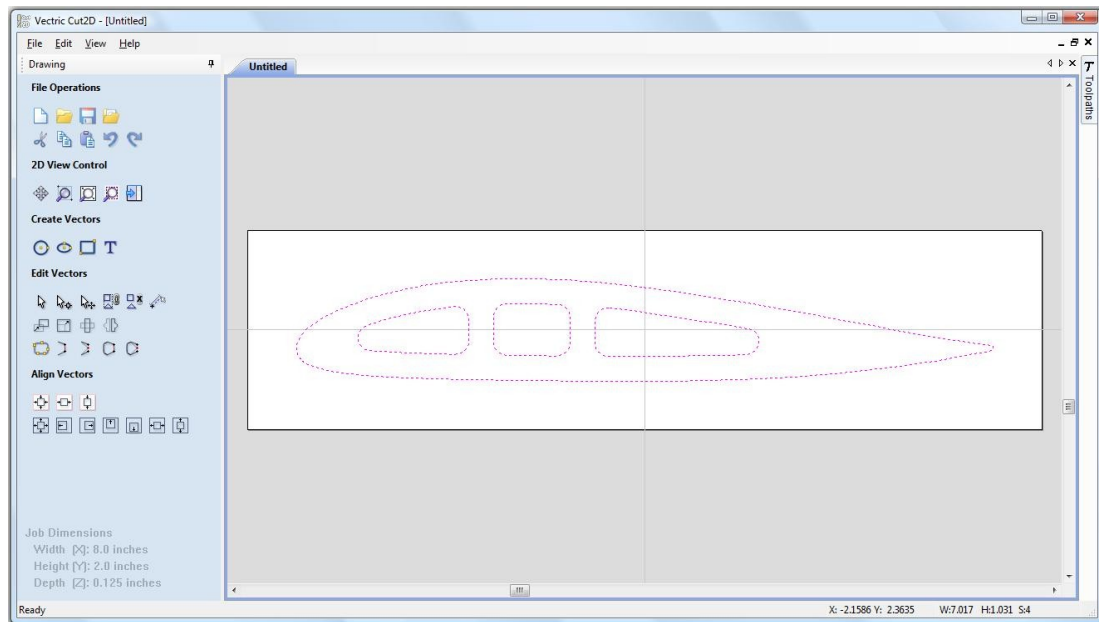 Vectric Cut2D - [Untitled]
File Edit View Help
Drawing
Untitled
Toolpaths
File Operations
2D View Control
Create Vectors
T
Edit Vectors
Align Vectors
Job Dimensions
Width (X): 8.0 inches
Height (Y): 2.0 inches
Depth (Z): 0.125 inches
Ready
X: -2.1586 Y: 2.3635 W:7.017 H:1.031 S:4